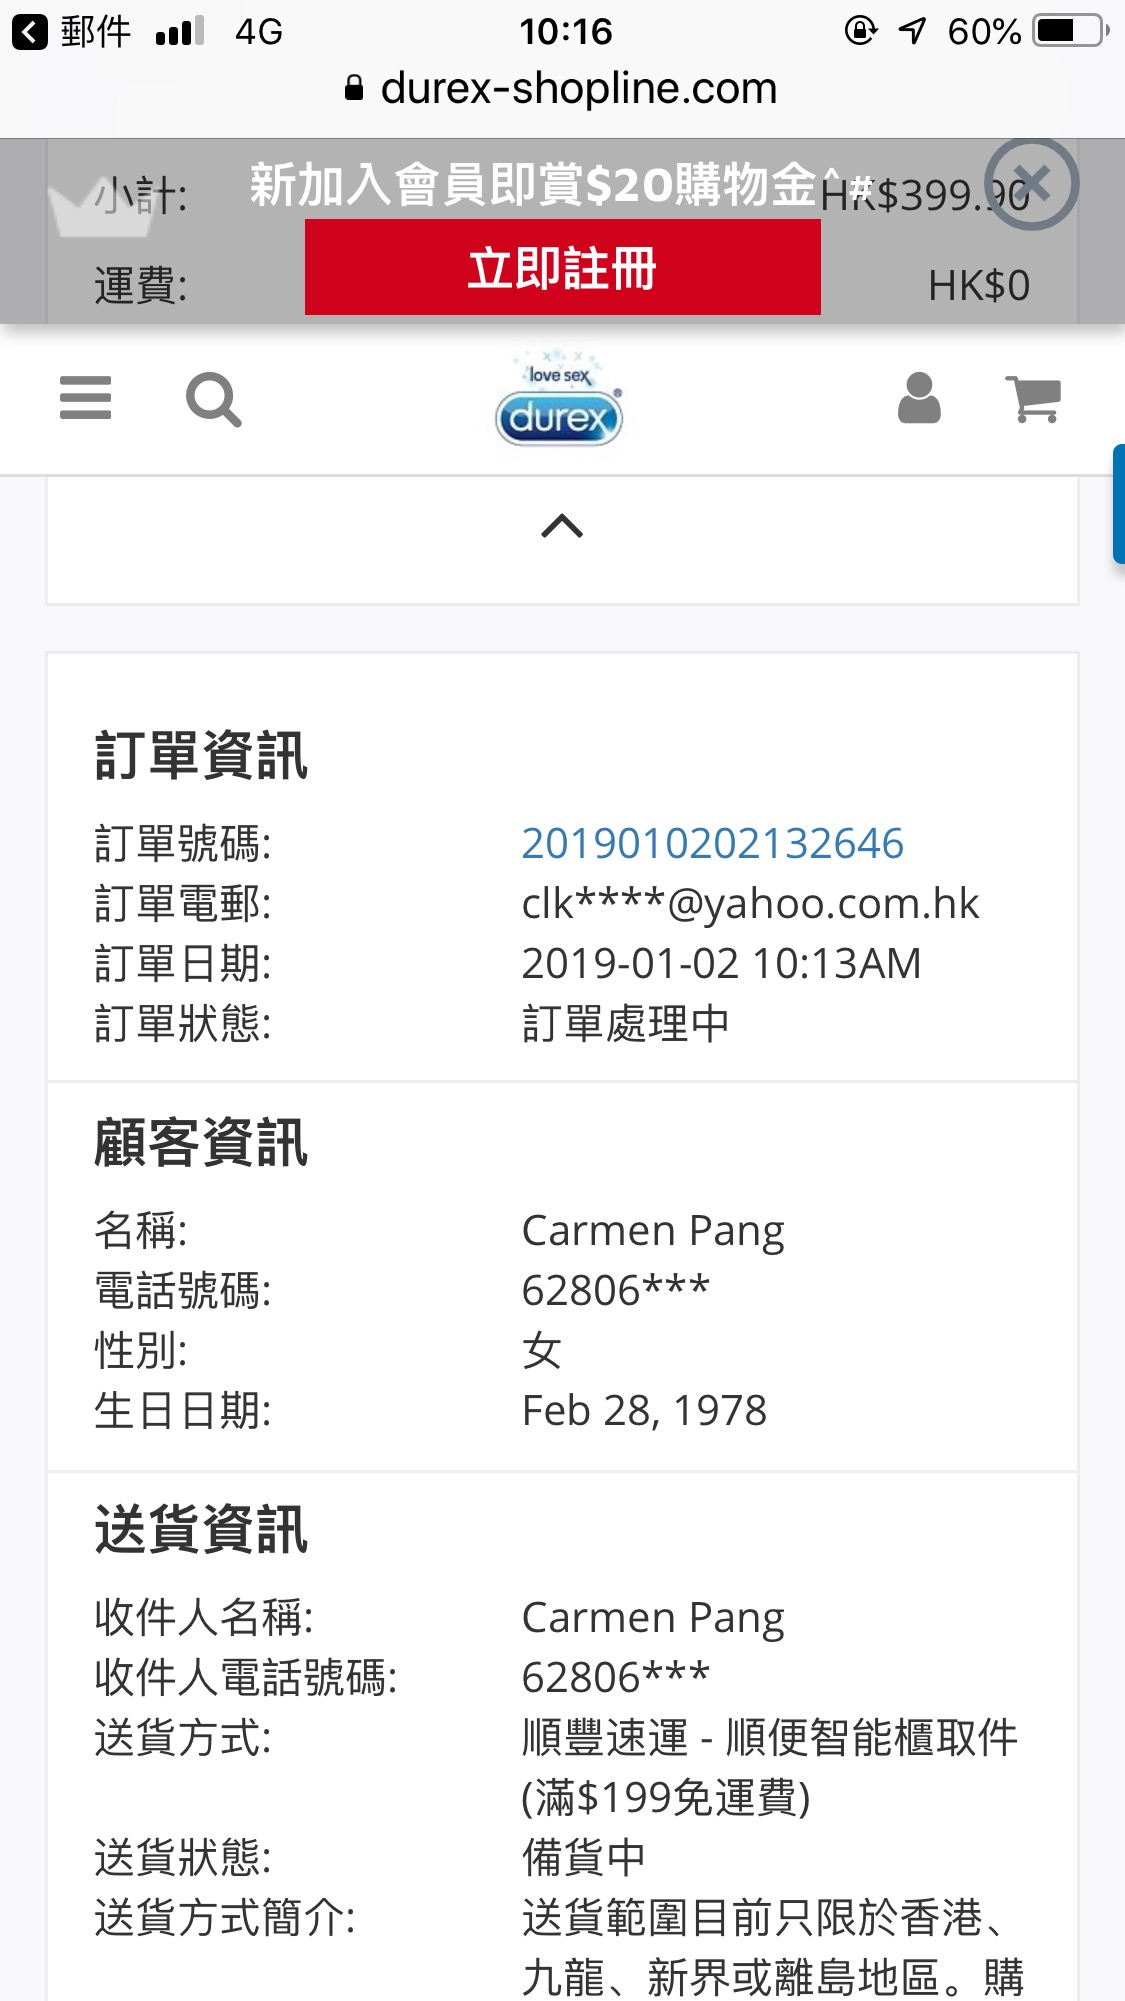 郵件 4G 10:16 60%
durex-shopline.com
小計: HK$399.90
新加入會員即賞$20購物金^#
立即註冊
運費: HK$0
love sex
durex®
訂單資訊
訂單號碼: 2019010202132646
訂單電郵: clk****@yahoo.com.hk
訂單日期: 2019-01-02 10:13AM
訂單狀態: 訂單處理中
顧客資訊
名稱: Carmen Pang
電話號碼: 62806***
性別: 女
生日日期: Feb 28, 1978
送貨資訊
收件人名稱: Carmen Pang
收件人電話號碼: 62806***
送貨方式: 順豐速運 - 順便智能櫃取件
(滿$199免運費)
送貨狀態: 備貨中
送貨方式簡介: 送貨範圍目前只限於香港、
九龍、新界或離島地區。購